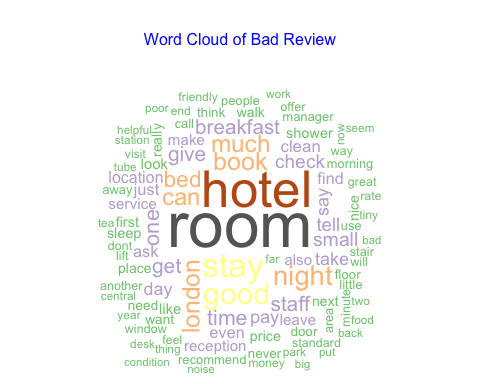 Word Cloud of Bad Review
friendly people work
poor end think walk offer
call breakfast manager
helpful really make much shower now seem
station give book clean way
visit look check morning
tube location bed hotel find great
away just can say nice rate
service tiny
tea first one room tell use
sleep small bad
dont ask stair
lift place get stay far also take will
another day london good night floor
central little
need like staff next minute two
year want time pay leave area food
window even door back
desk feel reception price standard
thing recommend never park put
condition noise money big